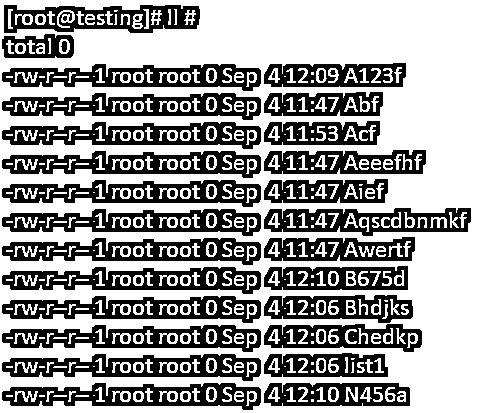 [root@testing]# ll #
total 0
-rw-r--r-- 1 root root 0 Sep  4 12:09 A123f
-rw-r--r-- 1 root root 0 Sep  4 11:47 Abf
-rw-r--r-- 1 root root 0 Sep  4 11:53 Acf
-rw-r--r-- 1 root root 0 Sep  4 11:47 Aeeefhf
-rw-r--r-- 1 root root 0 Sep  4 11:47 Aief
-rw-r--r-- 1 root root 0 Sep  4 11:47 Aqscdbnmkf
-rw-r--r-- 1 root root 0 Sep  4 11:47 Awertf
-rw-r--r-- 1 root root 0 Sep  4 12:10 B675d
-rw-r--r-- 1 root root 0 Sep  4 12:06 Bhdjks
-rw-r--r-- 1 root root 0 Sep  4 12:06 Chedkp
-rw-r--r-- 1 root root 0 Sep  4 12:06 list1
-rw-r--r-- 1 root root 0 Sep  4 12:10 N456a